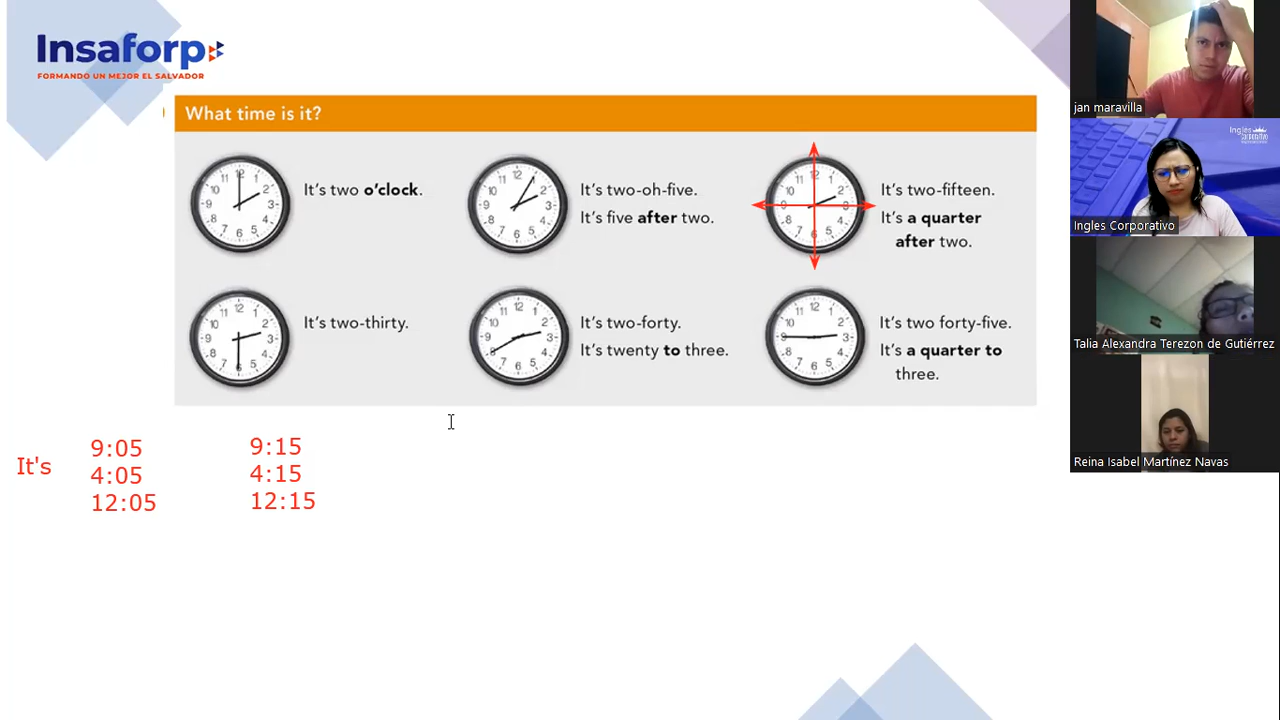 Insaforp
FORMANDO UN MEJOR EL SALVADOR
What time is it?
It's two o'clock.
It's two-oh-five.
It's five after two.
It's two-fifteen.
It's a quarter
after two.
It's two-thirty.
It's two-forty.
It's twenty to three.
It's two forty-five.
It's a quarter to
three.
It's
9:05
4:05
12:05
9:15
4:15
12:15
jan maravilla
Ingles Corporativo
Talia Alexandra Terezon de Gutiérrez
Reina Isabel Martínez Navas